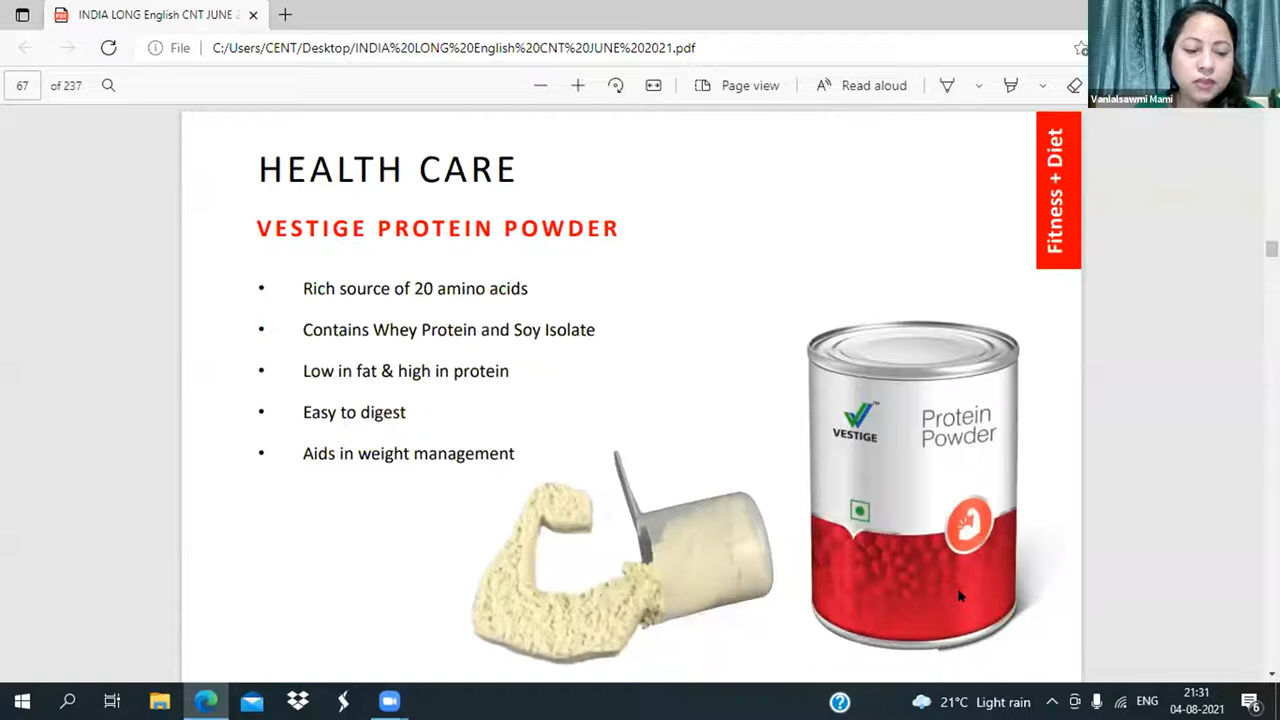 INDIA LONG English CNT JUNE 2
File C:/Users/CENT/Desktop/INDIA%20LONG%20English%20CNT%20JUNE%202021.pdf
67 of 237 Page view Read aloud
Vanlalsawmi Mami
Fitness + Diet
HEALTH CARE
VESTIGE PROTEIN POWDER
• Rich source of 20 amino acids
• Contains Whey Protein and Soy Isolate
• Low in fat & high in protein
• Easy to digest
• Aids in weight management
VESTIGE™
Protein
Powder
21°C Light rain
ENG
21:31
04-08-2021
6